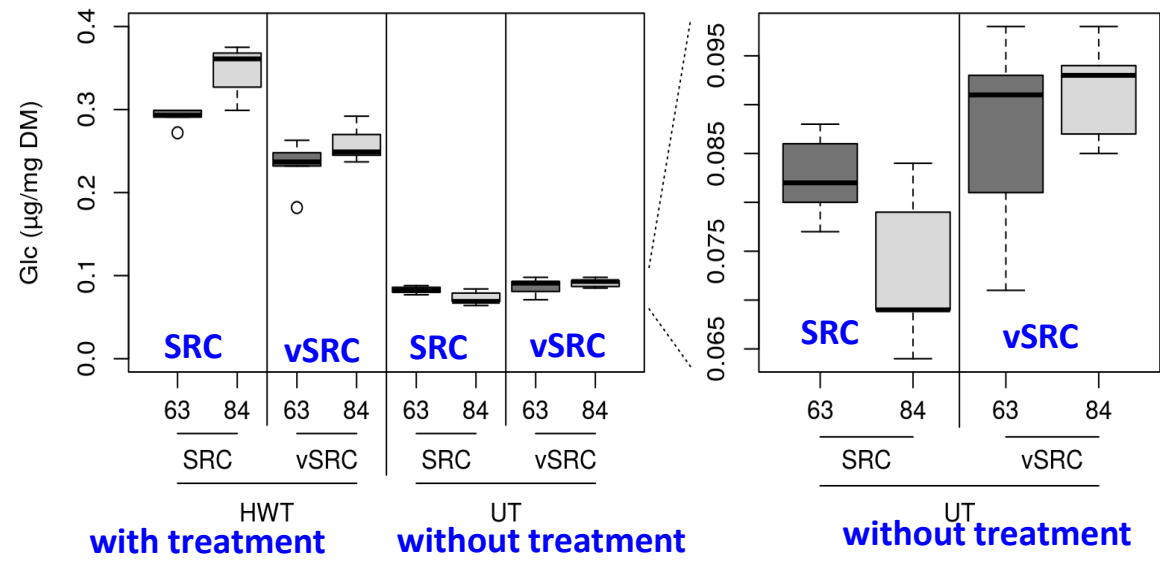 Glc (µg/mg DM)
0.4
0.3
0.2
0.1
0.0
SRC
vSRC
SRC
vSRC
63 84 63 84 63 84 63 84
SRC vSRC SRC vSRC
HWT UT
with treatment without treatment
0.095
0.085
0.075
0.065
SRC
vSRC
63 84 63 84
SRC vSRC
UT
without treatment